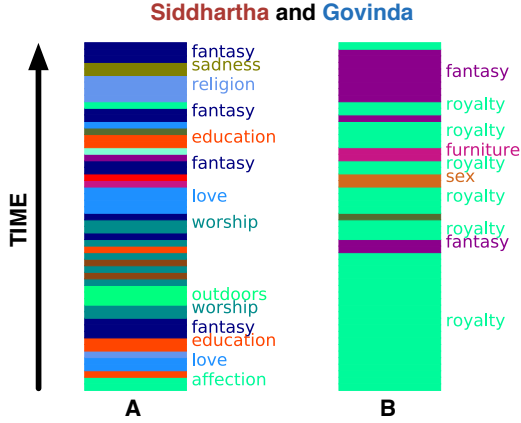 Siddhartha and Govinda
TIME
fantasy
sadness
religion
fantasy
education
fantasy
love
worship
outdoors
worship
fantasy
education
love
affection
A
fantasy
royalty
royalty
furniture
royalty
sex
royalty
royalty
fantasy
royalty
B